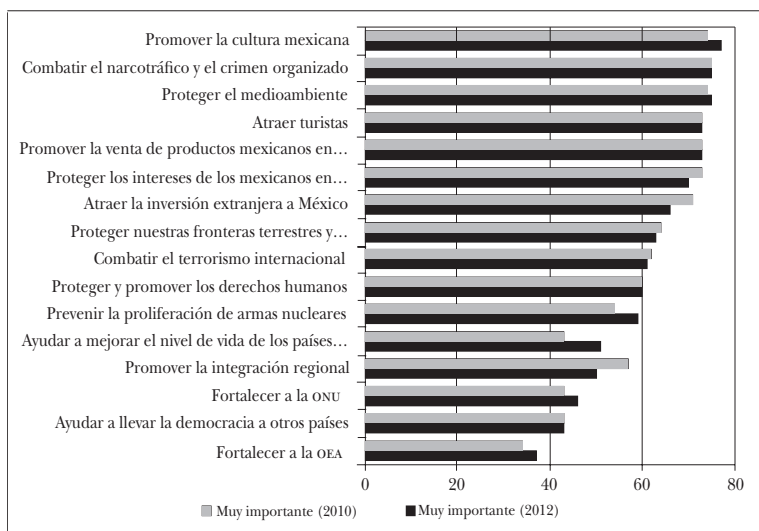 Promover la cultura mexicana
Combatir el narcotráfico y el crimen organizado
Proteger el medioambiente
Atraer turistas
Promover la venta de productos mexicanos en...
Proteger los intereses de los mexicanos en...
Atraer la inversión extranjera a México
Proteger nuestras fronteras terrestres y...
Combatir el terrorismo internacional
Proteger y promover los derechos humanos
Prevenir la proliferación de armas nucleares
Ayudar a mejorar el nivel de vida de los países...
Promover la integración regional
Fortalecer a la ONU
Ayudar a llevar la democracia a otros países
Fortalecer a la OEA
0 20 40 60 80
Muy importante (2010) Muy importante (2012)